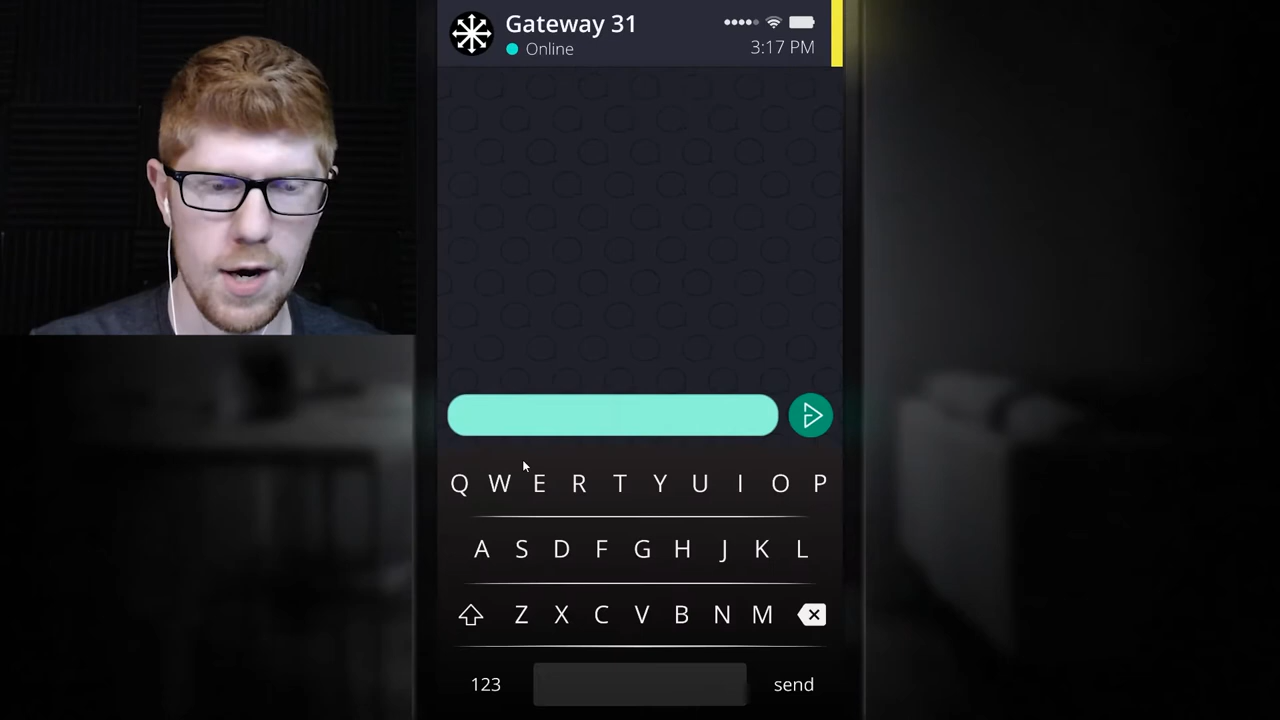 Gateway 31
Online
3:17 PM
Q W E R T Y U I O P
A S D F G H J K L
Z X C V B N M
123
send